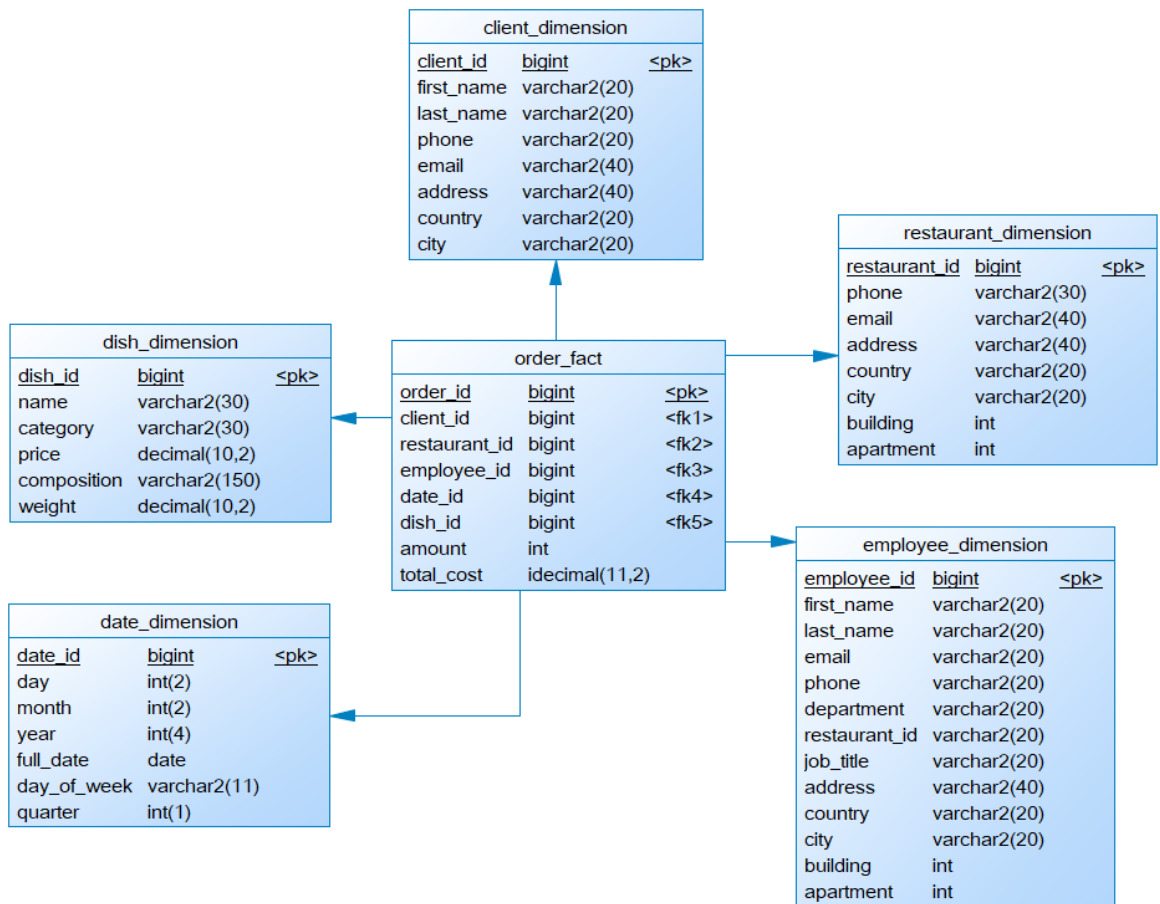 client_dimension
client_id bigint <pk>
first_name varchar2(20)
last_name varchar2(20)
phone varchar2(20)
email varchar2(40)
address varchar2(40)
country varchar2(20)
city varchar2(20)
restaurant_dimension
restaurant_id bigint <pk>
phone varchar2(30)
email varchar2(40)
address varchar2(40)
country varchar2(20)
city varchar2(20)
building int
apartment int
dish_dimension
dish_id bigint <pk>
name varchar2(30)
category varchar2(30)
price decimal(10,2)
composition varchar2(150)
weight decimal(10,2)
order_fact
order_id bigint <pk>
client_id bigint <fk1>
restaurant_id bigint <fk2>
employee_id bigint <fk3>
date_id bigint <fk4>
dish_id bigint <fk5>
amount int
total_cost idecimal(11,2)
employee_dimension
employee_id bigint <pk>
first_name varchar2(20)
last_name varchar2(20)
email varchar2(20)
phone varchar2(20)
department varchar2(20)
restaurant_id varchar2(20)
job_title varchar2(20)
address varchar2(40)
country varchar2(20)
city varchar2(20)
building int
apartment int
date_dimension
date_id bigint <pk>
day int(2)
month int(2)
year int(4)
full_date date
day_of_week varchar2(11)
quarter int(1)